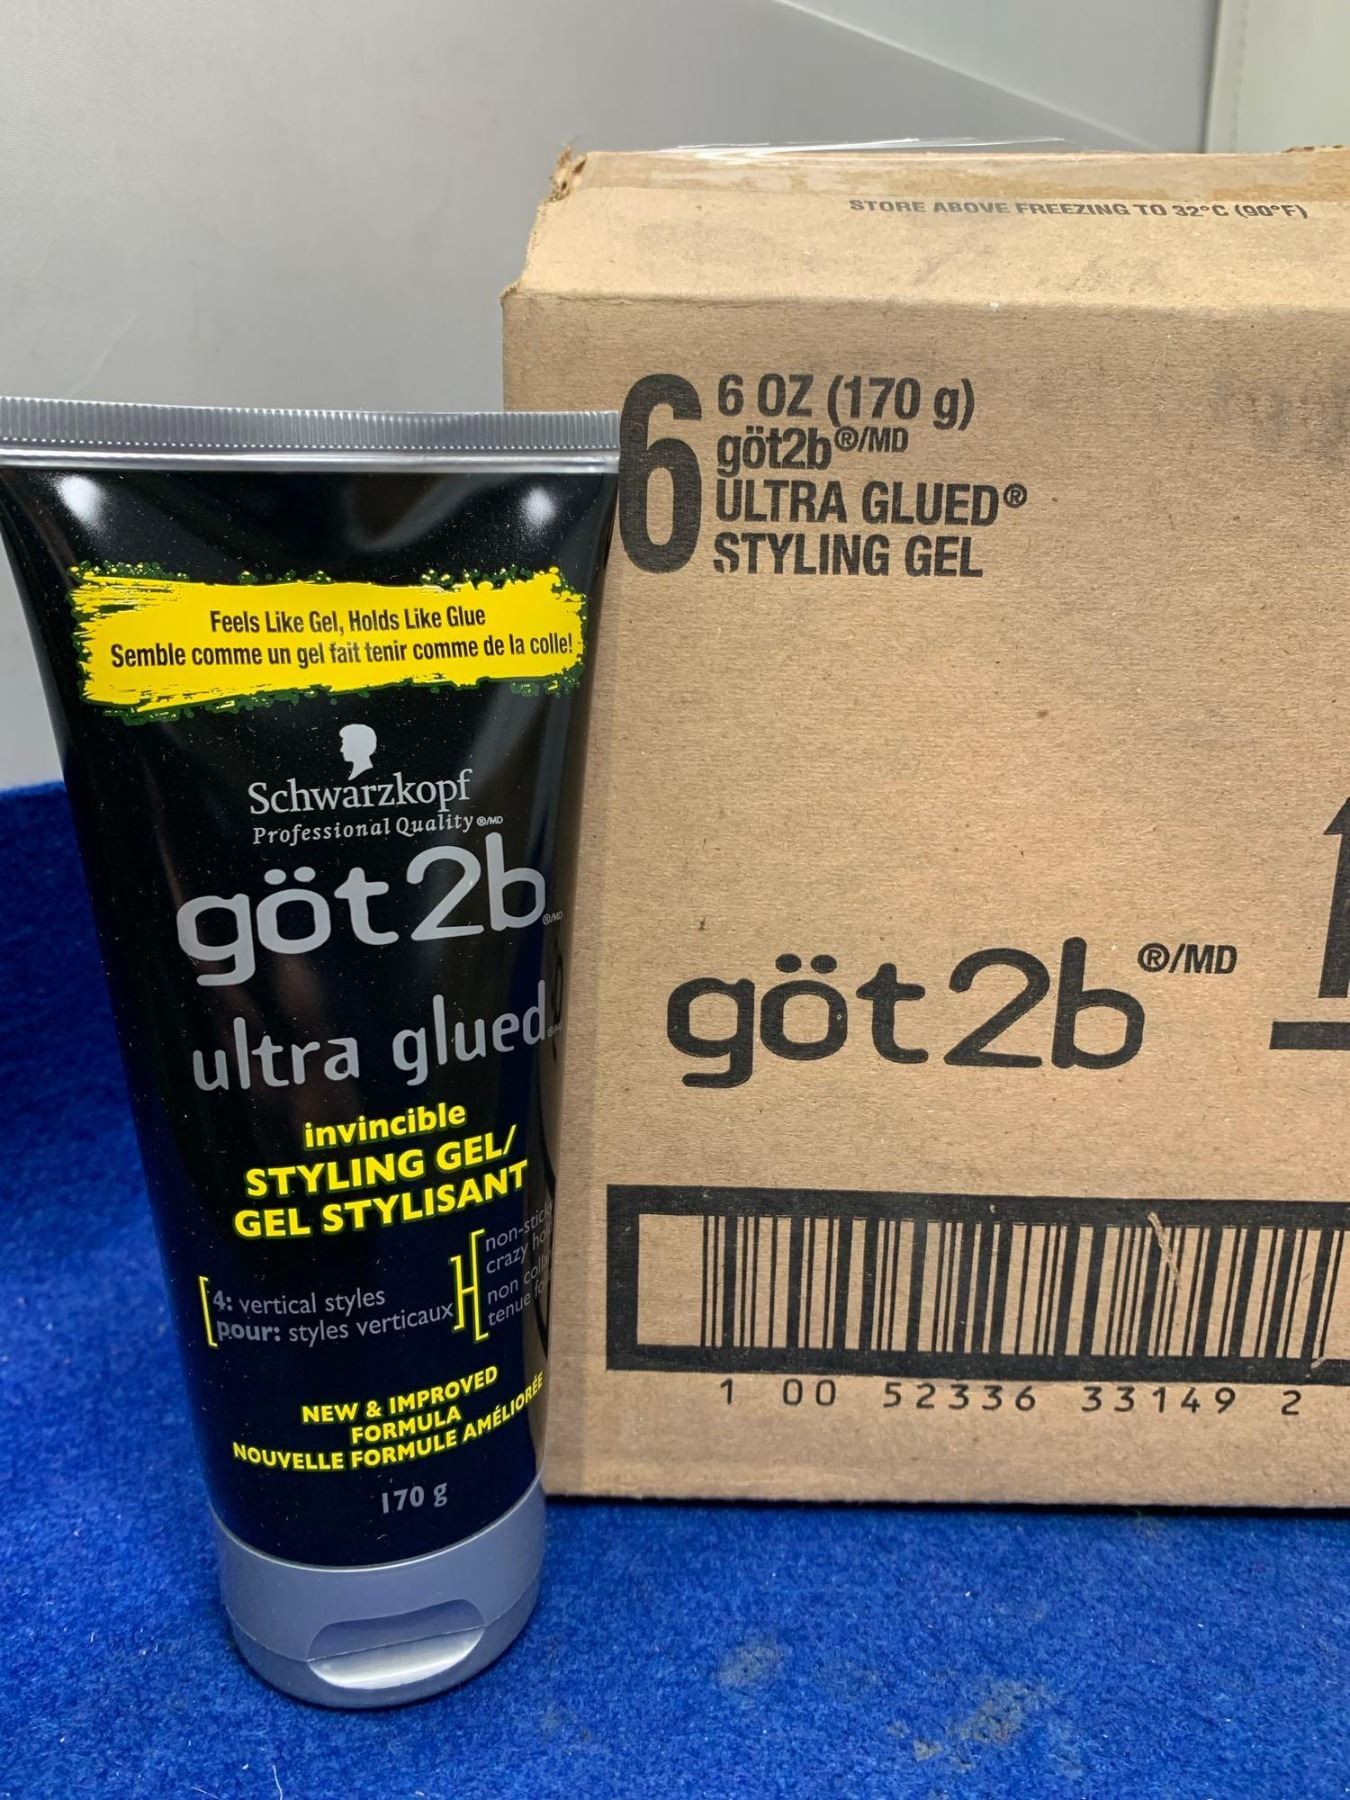 Feels Like Gel, Holds Like Glue
Semble comme un gel fait tenir comme de la colle!
Schwarzkopf
Professional Quality ®/MD
göt2b ®/MD
ultra glued
invincible
STYLING GEL/
GEL STYLISANT
4: vertical styles
pour: styles verticaux
crazy
non
tenue
NEW & IMPROVED
FORMULA
NOUVELLE FORMULE AMÉLIORÉE
170 g
STORE ABOVE FREEZING TO 32°C (90°F)
6
6 OZ (170 g)
göt2b®/MD
ULTRA GLUED®
STYLING GEL
göt2b ®/MD
1 00 52336 33149 2